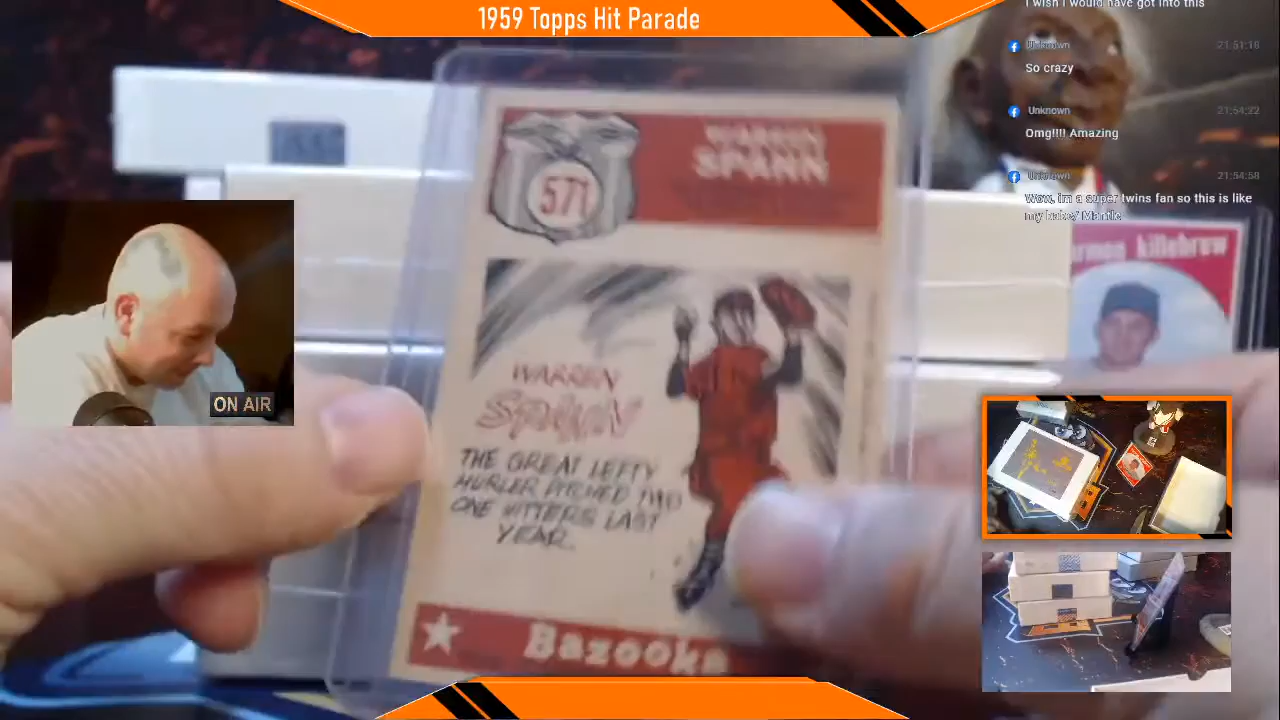 1959 Topps Hit Parade
I wish I would have got into this
Unknown
21:51:16
So crazy
Unknown
21:54:22
Omg!!!! Amazing
Unknown
21:54:58
Wow, im a super twins fan so this is like
my babe/ Mantle
WARREN
SPANN
571
WARREN
SPAHN
THE GREAT LEFTY
HURLER PITCHED TWO
ONE HITTERS LAST
YEAR.
Bazooka
killebrew
ON AIR